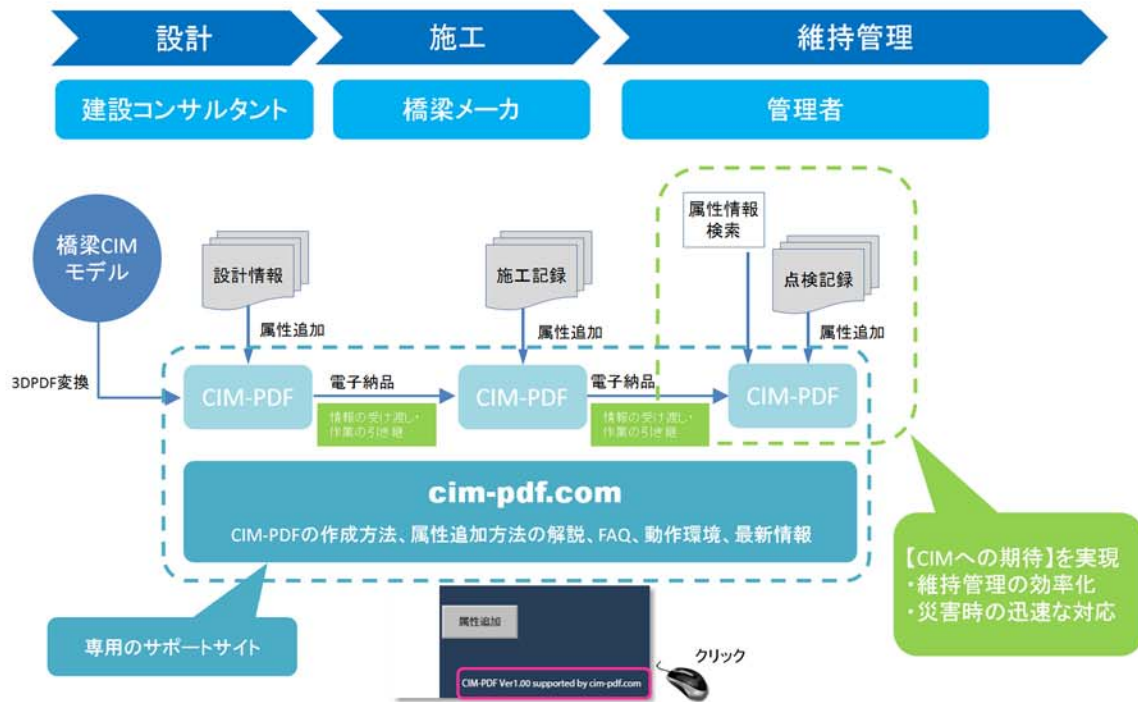 設計
施工
維持管理
建設コンサルタント
橋梁メーカ
管理者
橋梁CIM
モデル
設計情報
施工記録
属性情報
検索
点検記録
属性追加
属性追加
属性追加
3DPDF変換
CIM-PDF
電子納品
CIM-PDF
電子納品
CIM-PDF
情報の受け渡し・
作業の引き継
情報の受け渡し・
作業の引き継
cim-pdf.com
CIM-PDFの作成方法、属性追加方法の解説、FAQ、動作環境、最新情報
【CIMへの期待】を実現
・維持管理の効率化
・災害時の迅速な対応
専用のサポートサイト
属性追加
クリック
CIM-PDF Ver1.00 supported by cim-pdf.com